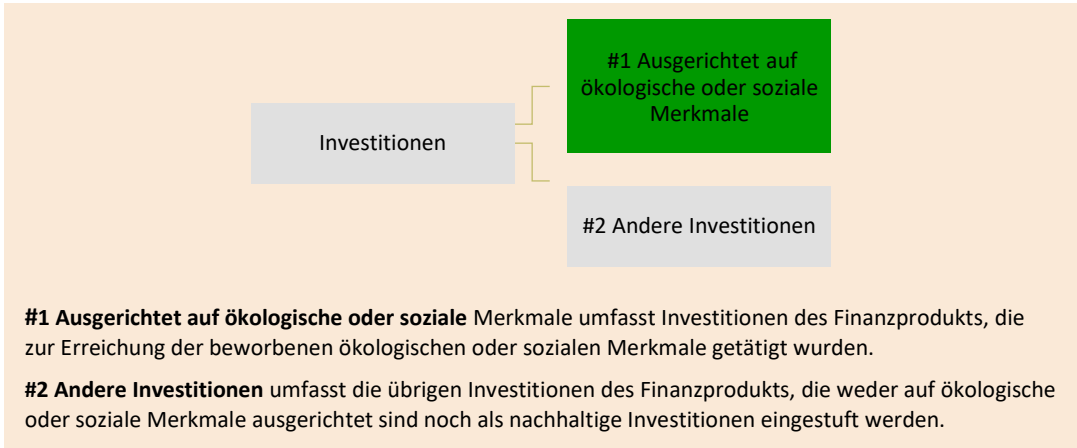 #1 Ausgerichtet auf
ökologische oder soziale
Merkmale
Investitionen
#2 Andere Investitionen
#1 Ausgerichtet auf ökologische oder soziale Merkmale umfasst Investitionen des Finanzprodukts, die
zur Erreichung der beworbenen ökologischen oder sozialen Merkmale getätigt wurden.
#2 Andere Investitionen umfasst die übrigen Investitionen des Finanzprodukts, die weder auf ökologische
oder soziale Merkmale ausgerichtet sind noch als nachhaltige Investitionen eingestuft werden.